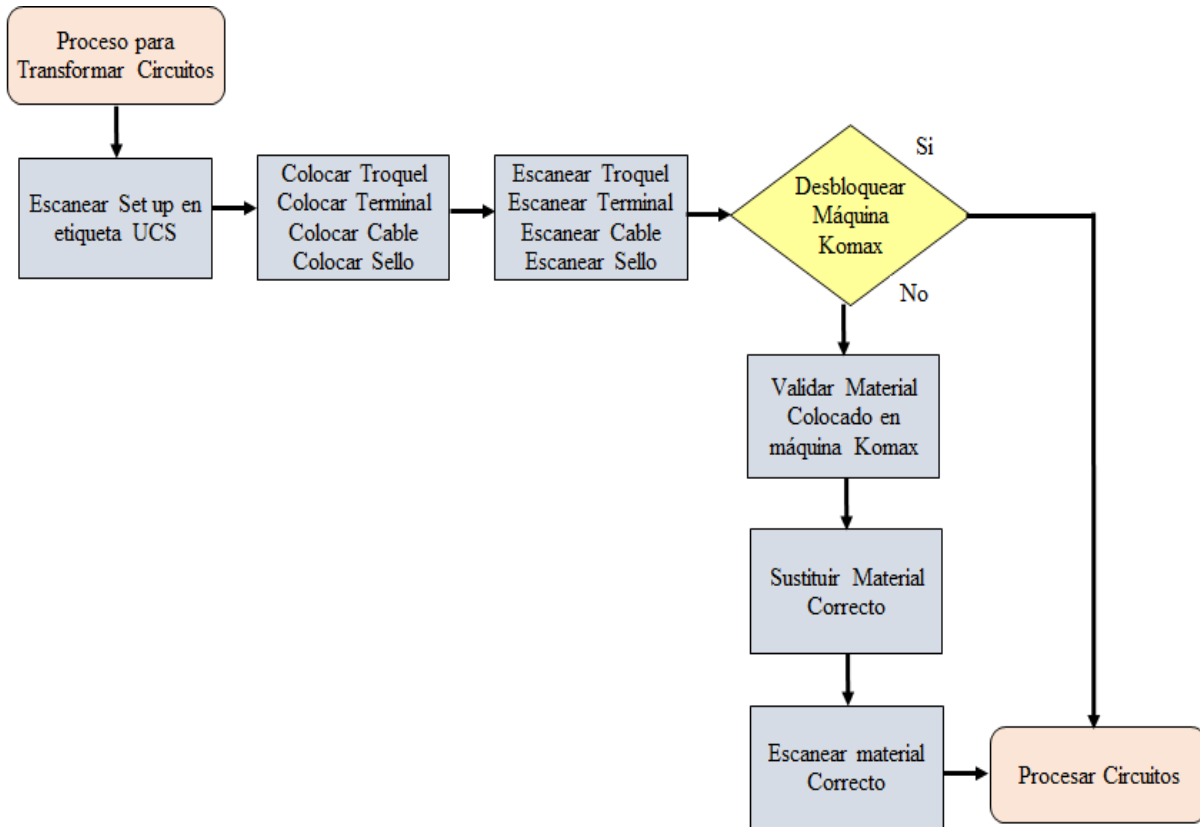 Proceso para
Transformar Circuitos
Escanear Set up en
etiqueta UCS
Colocar Troquel
Colocar Terminal
Colocar Cable
Colocar Sello
Escanear Troquel
Escanear Terminal
Escanear Cable
Escanear Sello
Desbloquear
Máquina
Komax
Si
No
Validar Material
Colocado en
máquina Komax
Sustituir Material
Correcto
Escanear material
Correcto
Procesar Circuitos